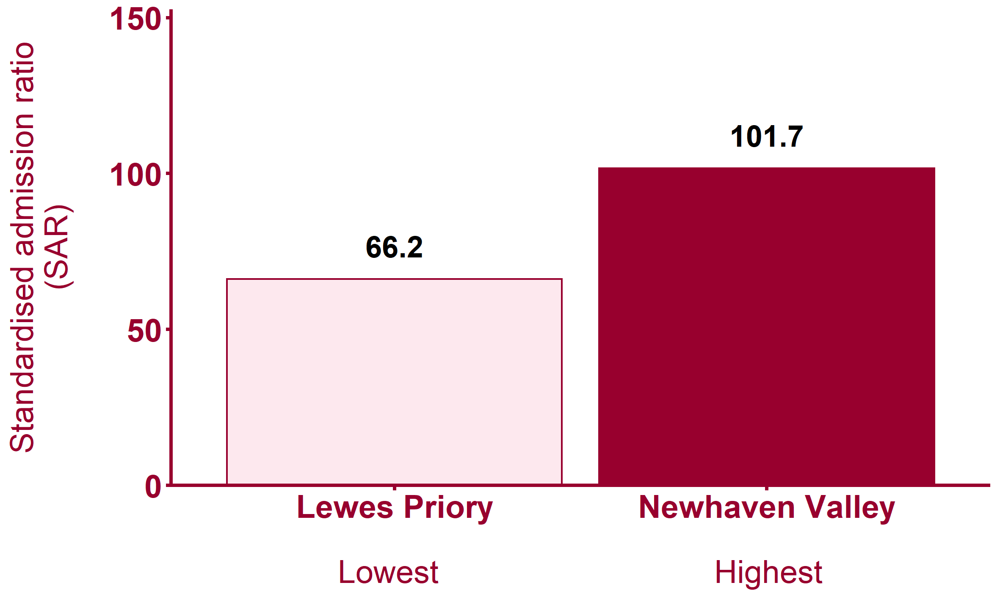 Standardised admission ratio
(SAR)
150
100
50
0
66.2
101.7
Lewes Priory
Newhaven Valley
Lowest
Highest